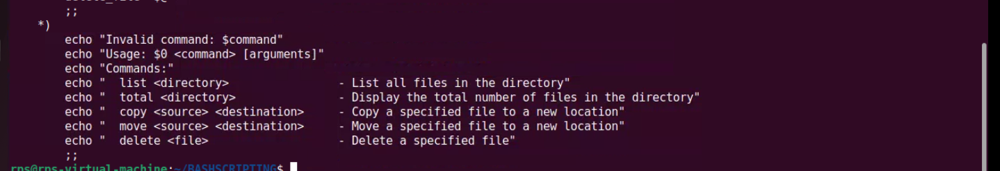 ;;
*)
echo "Invalid command: $command"
echo "Usage: $0 <command> [arguments]"
echo "Commands:"
echo "  list <directory>                - List all files in the directory"
echo "  total <directory>               - Display the total number of files in the directory"
echo "  copy <source> <destination>     - Copy a specified file to a new location"
echo "  move <source> <destination>     - Move a specified file to a new location"
echo "  delete <file>                   - Delete a specified file"
;;
rps@rps-virtual-machine:~/BASHSCRIPTING$